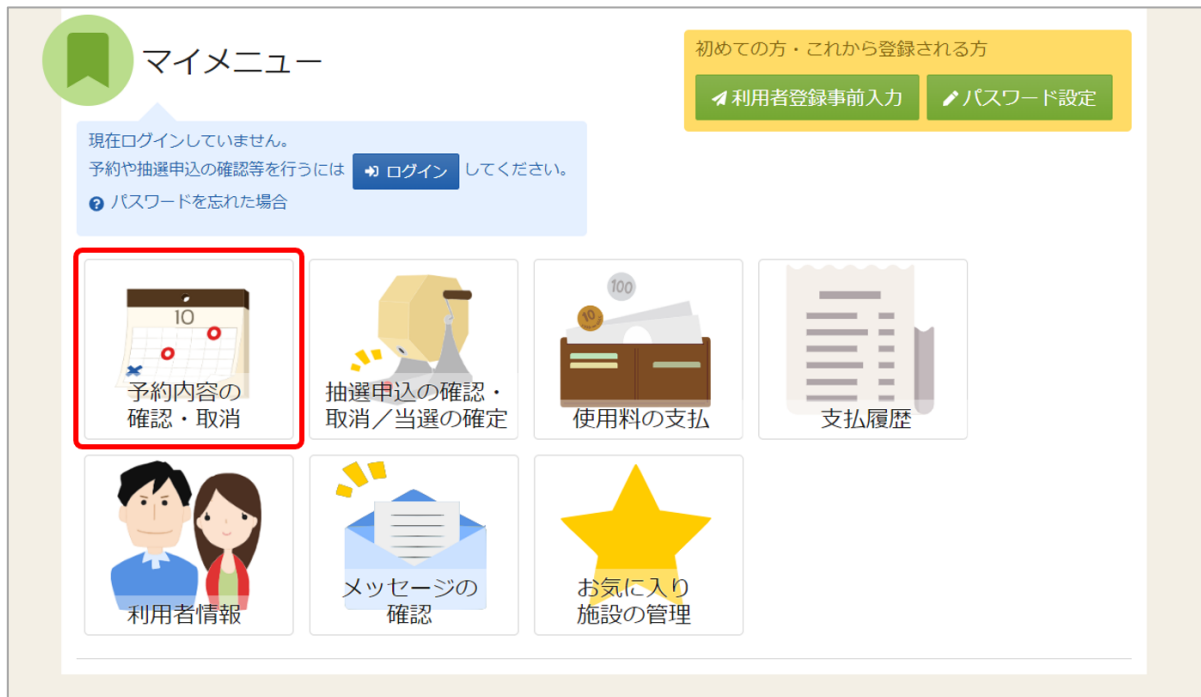 マイメニュー
初めての方・これから登録される方
利用者登録事前入力
パスワード設定
現在ログインしていません。
予約や抽選申込の確認等を行うには ログイン してください。
パスワードを忘れた場合
10
予約内容の
確認・取消
抽選申込の確認・
取消／当選の確定
100
10
使用料の支払
支払履歴
利用者情報
メッセージの
確認
お気に入り
施設の管理